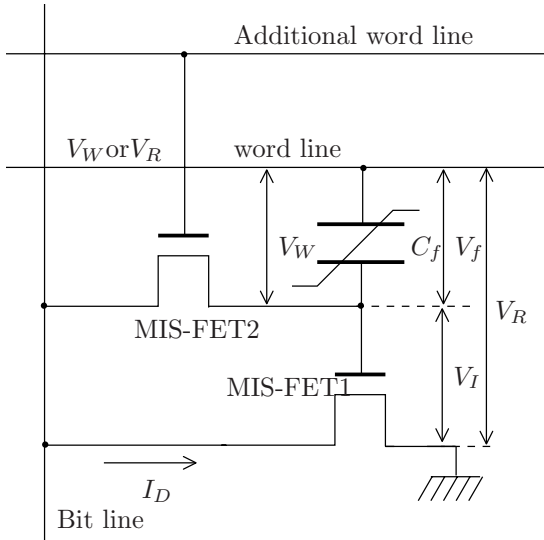 Additional word line
V_W or V_R
word line
V_W
C_f
V_f
V_R
MIS-FET2
V_I
MIS-FET1
I_D
Bit line